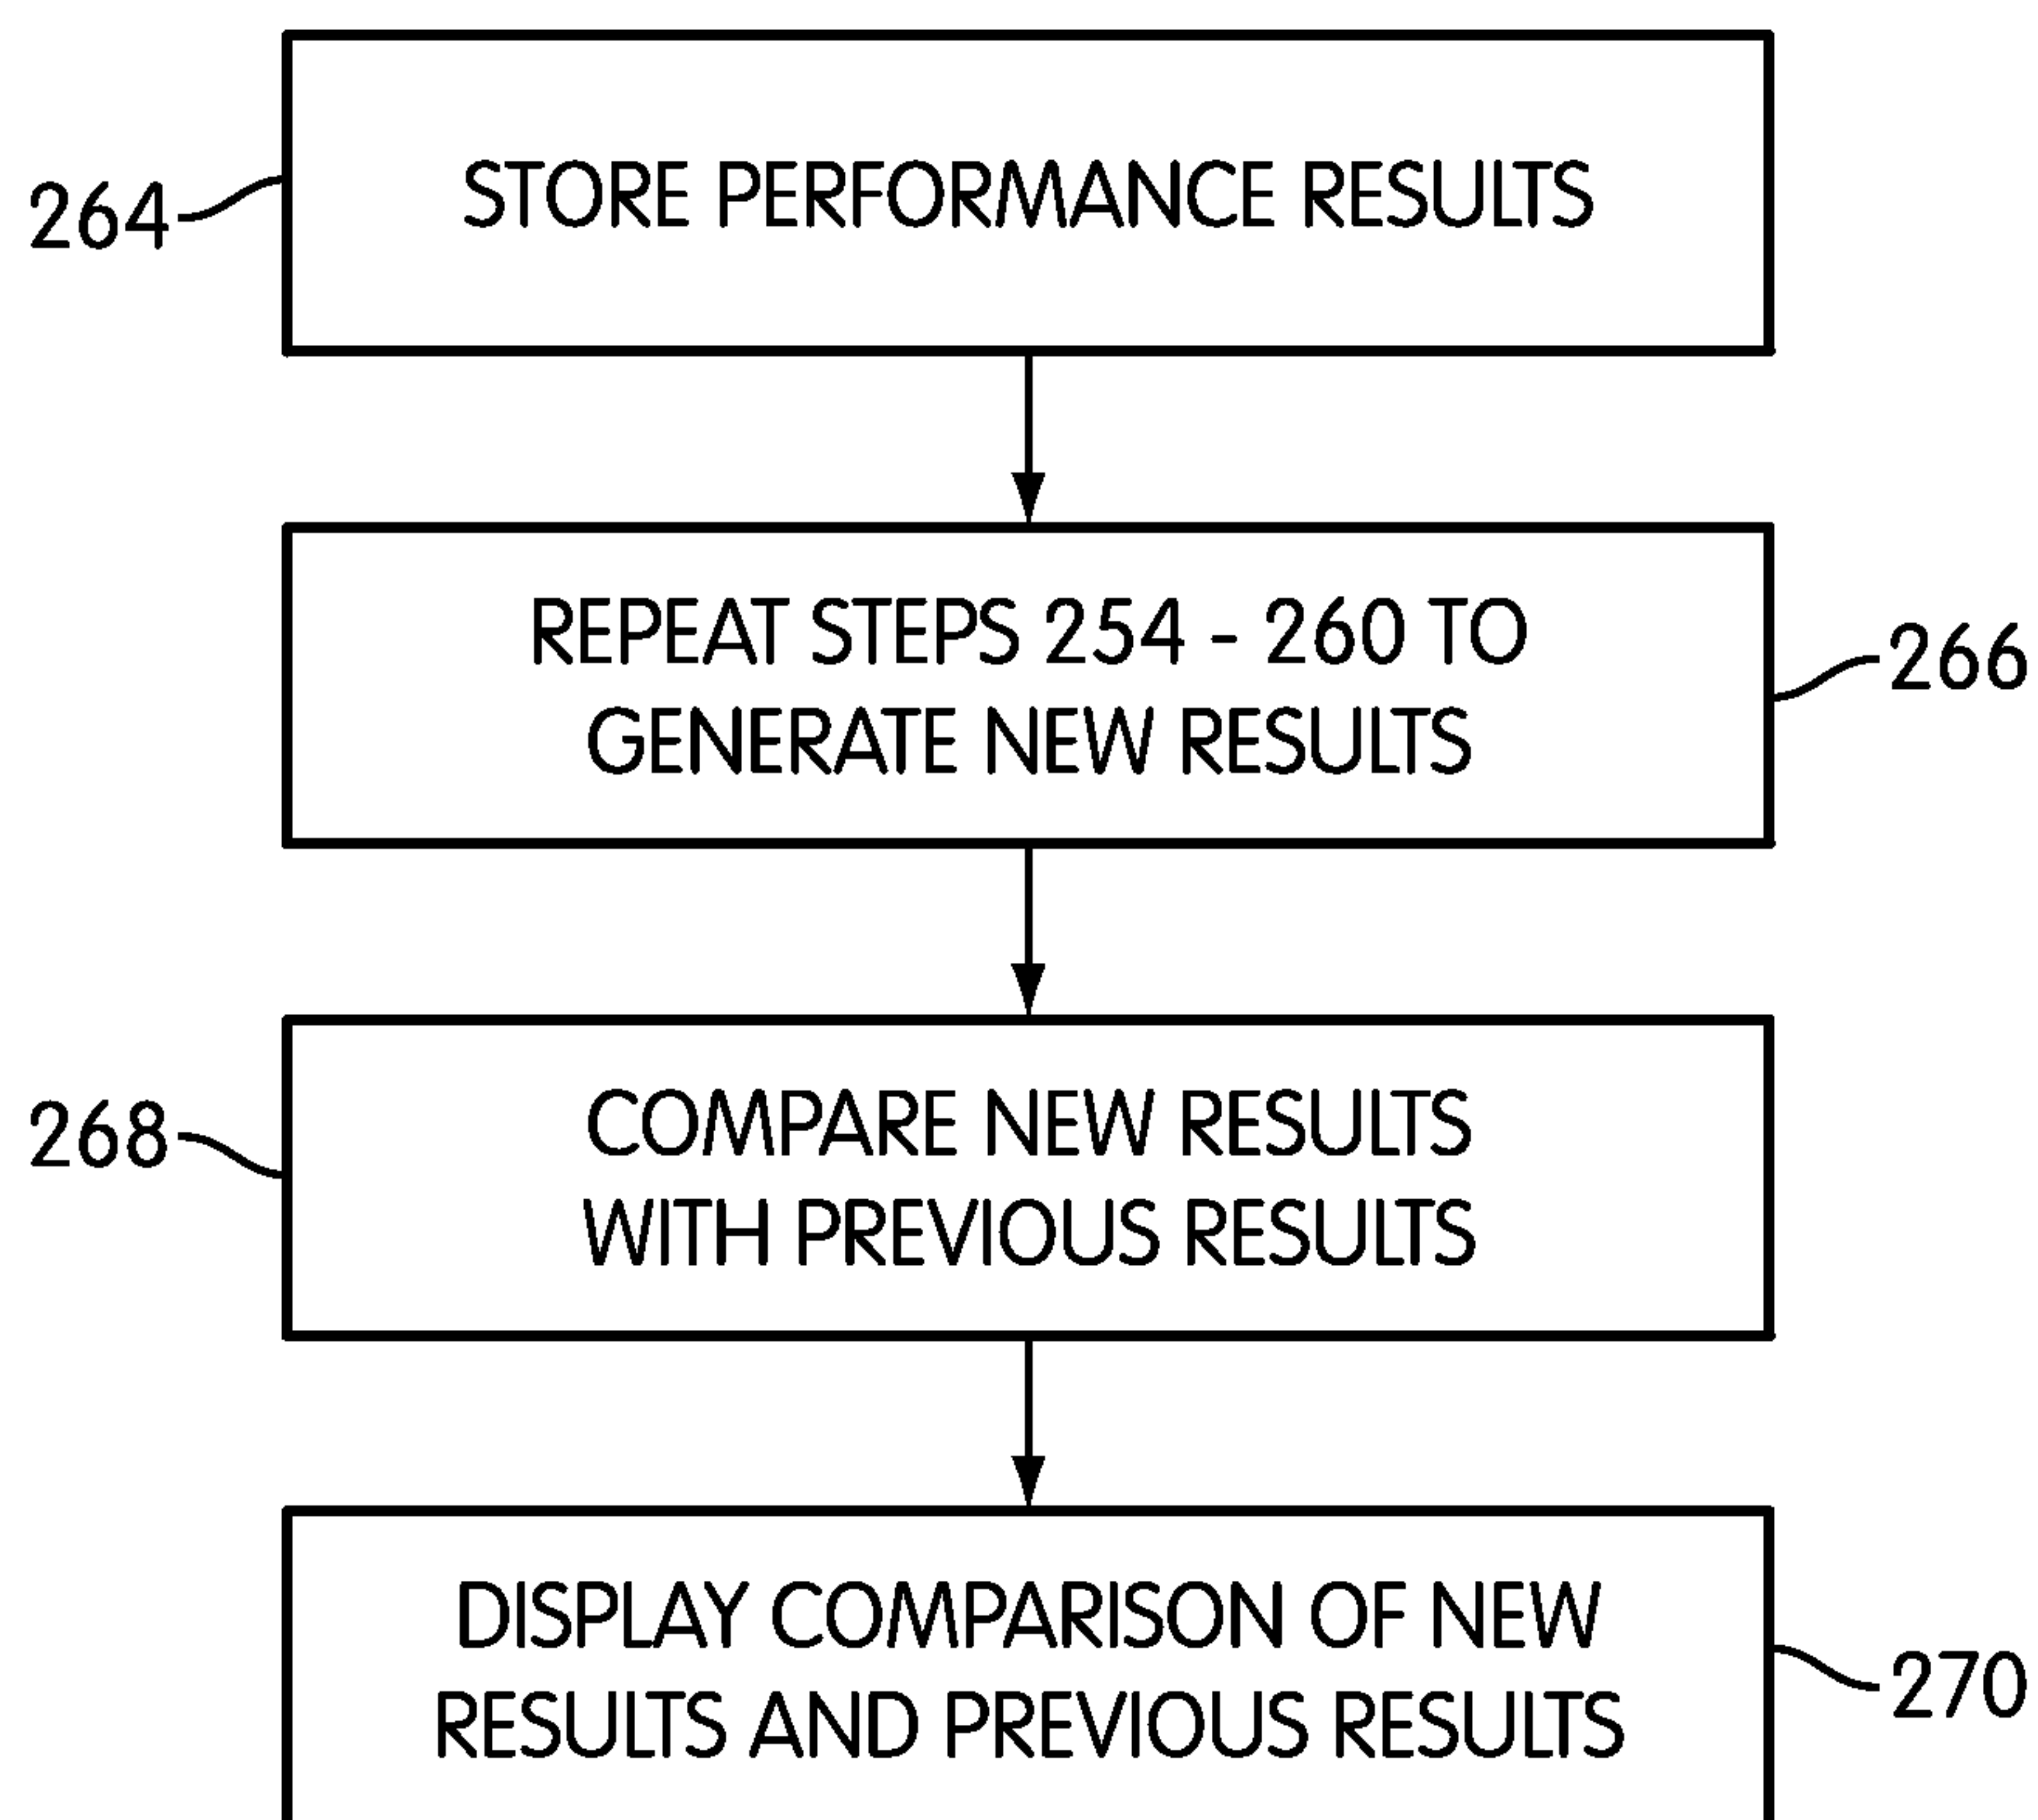 264
STORE PERFORMANCE RESULTS
REPEAT STEPS 254 - 260 TO
GENERATE NEW RESULTS
266
268
COMPARE NEW RESULTS
WITH PREVIOUS RESULTS
DISPLAY COMPARISON OF NEW
RESULTS AND PREVIOUS RESULTS
270